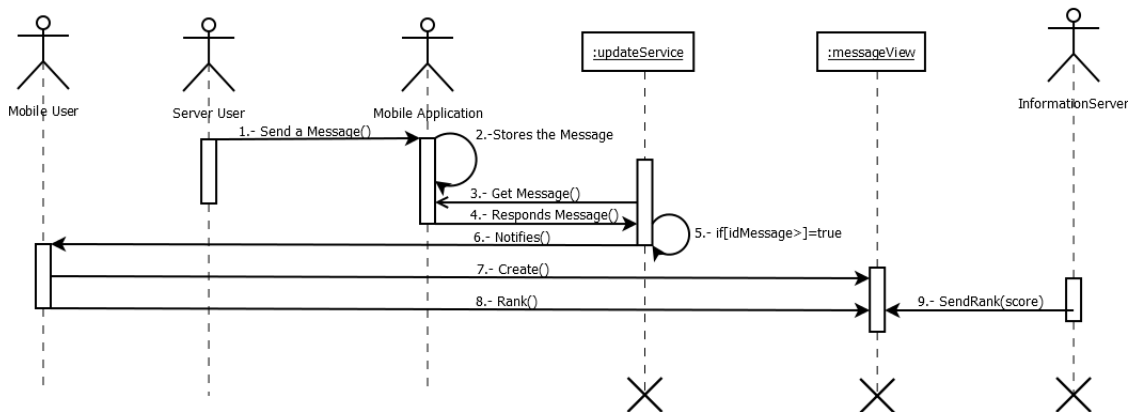 :updateService
:messageView
Mobile User
Server User
Mobile Application
InformationServer
1.- Send a Message()
2.-Stores the Message
3.- Get Message()
4.- Responds Message()
5.- if[idMessage>]=true
6.- Notifies()
7.- Create()
8.- Rank()
9.- SendRank(score)